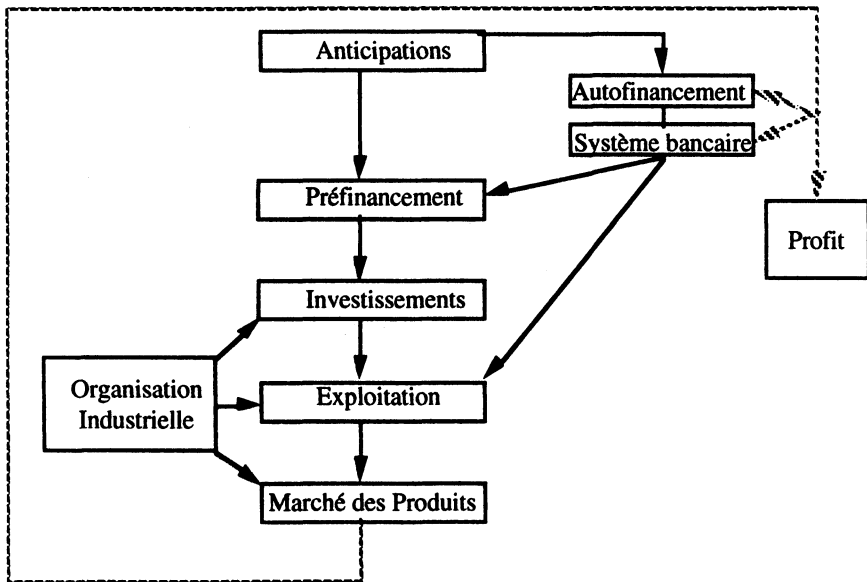 Anticipations
Autofinancement
Système bancaire
Préfinancement
Profit
Investissements
Organisation
Industrielle
Exploitation
Marché des Produits